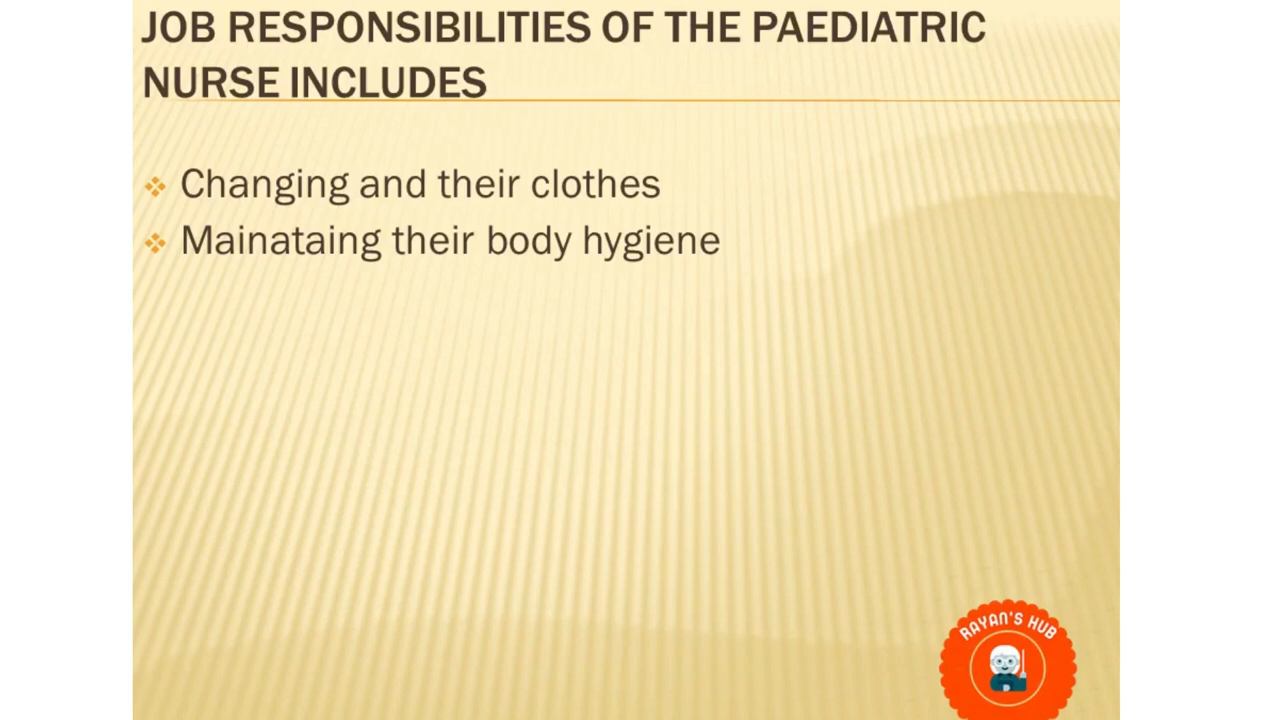 JOB RESPONSIBILITIES OF THE PAEDIATRIC
NURSE INCLUDES
Changing and their clothes
Mainataing their body hygiene
RAYAN'S HUB